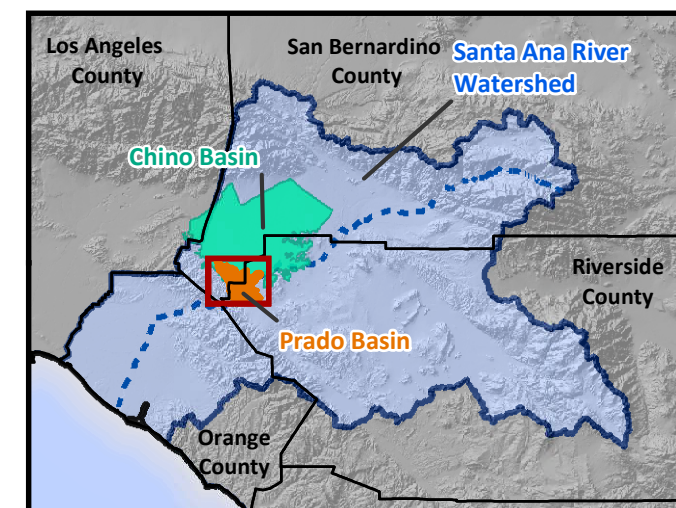 Los Angeles
County
San Bernardino
County
Santa Ana River
Watershed
Chino Basin
Riverside
County
Prado Basin
Orange
County